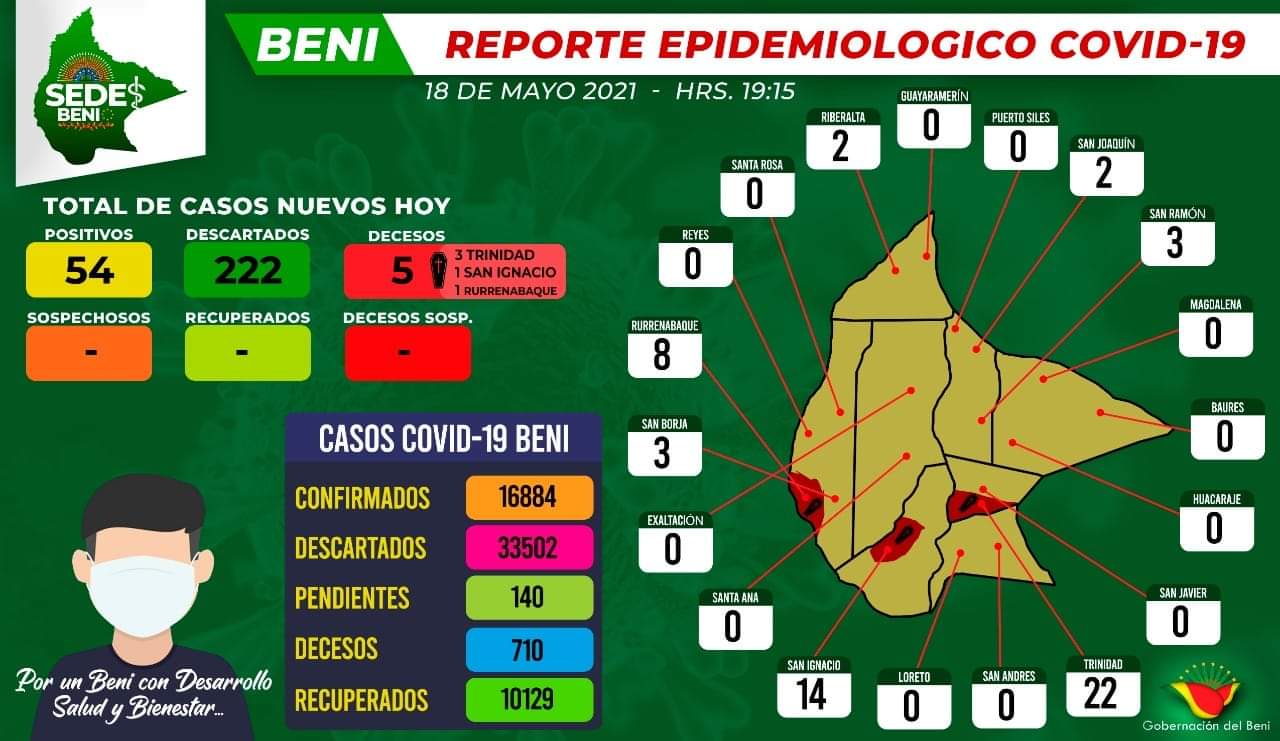 SEDES
BENI
BENI
REPORTE EPIDEMIOLOGICO COVID-19
18 DE MAYO 2021 - HRS. 19:15
TOTAL DE CASOS NUEVOS HOY
POSITIVOS
54
DESCARTADOS
222
DECESOS
5
3 TRINIDAD
1 SAN IGNACIO
1 RURRENABAQUE
SOSPECHOSOS
-
RECUPERADOS
-
DECESOS SOSP.
-
CASOS COVID-19 BENI
CONFIRMADOS 16884
DESCARTADOS 33502
PENDIENTES 140
DECESOS 710
RECUPERADOS 10129
Por un Beni con Desarrollo
Salud y Bienestar...
GUAYARAMERÍN
0
RIBERALTA
2
PUERTO SILES
0
SAN JOAQUÍN
2
SANTA ROSA
0
SAN RAMÓN
3
REYES
0
MAGDALENA
0
RURRENABAQUE
8
BAURES
0
SAN BORJA
3
HUACARAJE
0
EXALTACIÓN
0
SANTA ANA
0
SAN JAVIER
0
SAN IGNACIO
14
LORETO
0
SAN ANDRES
0
TRINIDAD
22
Gobernación del Beni